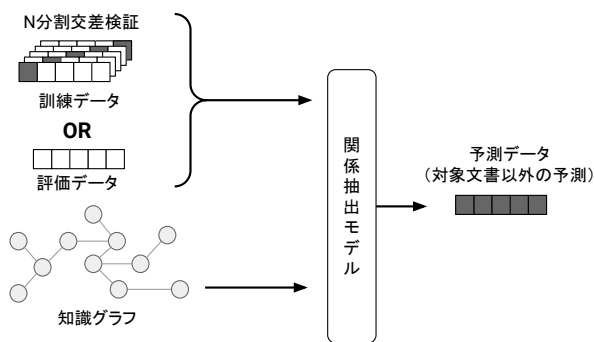 N分割交差検証
訓練データ
OR
評価データ
知識グラフ
関係抽出モデル
予測データ
(対象文書以外の予測)